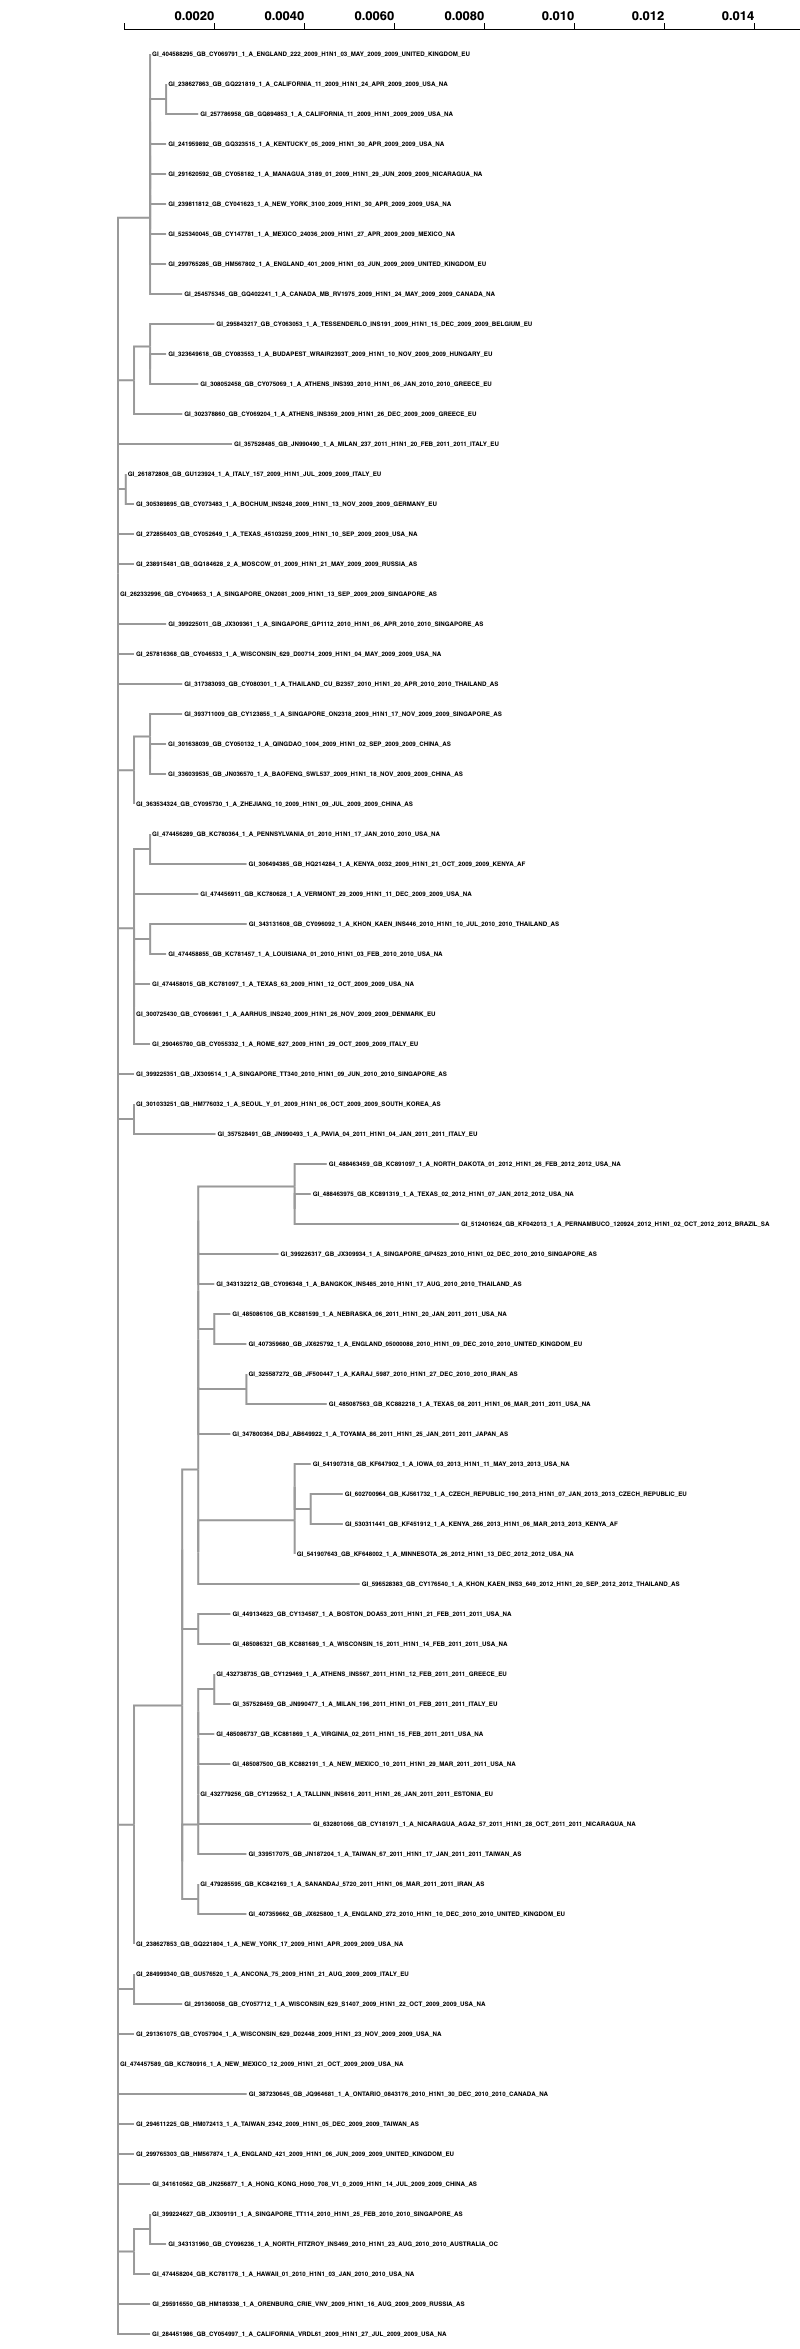 0.0020 0.0040 0.0060 0.0080 0.010 0.012 0.014
GI_404588295_GB_CY069791_1_A_ENGLAND_222_2009_H1N1_03_MAY_2009_2009_UNITED_KINGDOM_EU
GI_238627863_GB_GQ221819_1_A_CALIFORNIA_11_2009_H1N1_24_APR_2009_2009_USA_NA
GI_257786958_GB_GQ894853_1_A_CALIFORNIA_11_2009_H1N1_2009_2009_USA_NA
GI_241959892_GB_GQ323515_1_A_KENTUCKY_05_2009_H1N1_30_APR_2009_2009_USA_NA
GI_291620592_GB_CY058182_1_A_MANAGUA_3189_01_2009_H1N1_29_JUN_2009_2009_NICARAGUA_NA
GI_239811812_GB_CY041623_1_A_NEW_YORK_3100_2009_H1N1_30_APR_2009_2009_USA_NA
GI_525340045_GB_CY147781_1_A_MEXICO_24036_2009_H1N1_27_APR_2009_2009_MEXICO_NA
GI_299765285_GB_HM567802_1_A_ENGLAND_401_2009_H1N1_03_JUN_2009_2009_UNITED_KINGDOM_EU
GI_254575345_GB_GQ402241_1_A_CANADA_MB_RV1975_2009_H1N1_24_MAY_2009_2009_CANADA_NA
GI_295843217_GB_CY063053_1_A_TESSENDERLO_INS191_2009_H1N1_15_DEC_2009_2009_BELGIUM_EU
GI_323649618_GB_CY083553_1_A_BUDAPEST_WRAIR2393T_2009_H1N1_10_NOV_2009_2009_HUNGARY_EU
GI_308052458_GB_CY075069_1_A_ATHENS_INS393_2010_H1N1_06_JAN_2010_2010_GREECE_EU
GI_302378860_GB_CY069204_1_A_ATHENS_INS359_2009_H1N1_26_DEC_2009_2009_GREECE_EU
GI_357528485_GB_JN990490_1_A_MILAN_237_2011_H1N1_20_FEB_2011_2011_ITALY_EU
GI_261872808_GB_GU123924_1_A_ITALY_157_2009_H1N1_JUL_2009_2009_ITALY_EU
GI_305389895_GB_CY073483_1_A_BOCHUM_INS248_2009_H1N1_13_NOV_2009_2009_GERMANY_EU
GI_272856403_GB_CY052649_1_A_TEXAS_45103259_2009_H1N1_10_SEP_2009_2009_USA_NA
GI_238915481_GB_GQ184628_2_A_MOSCOW_01_2009_H1N1_21_MAY_2009_2009_RUSSIA_AS
GI_262332996_GB_CY049653_1_A_SINGAPORE_ON2081_2009_H1N1_13_SEP_2009_2009_SINGAPORE_AS
GI_399225011_GB_JX309361_1_A_SINGAPORE_GP1112_2010_H1N1_06_APR_2010_2010_SINGAPORE_AS
GI_257816368_GB_CY046533_1_A_WISCONSIN_629_D00714_2009_H1N1_04_MAY_2009_2009_USA_NA
GI_317383093_GB_CY080301_1_A_THAILAND_CU_B2357_2010_H1N1_20_APR_2010_2010_THAILAND_AS
GI_393711009_GB_CY123855_1_A_SINGAPORE_ON2318_2009_H1N1_17_NOV_2009_2009_SINGAPORE_AS
GI_301638039_GB_CY050132_1_A_QINGDAO_1004_2009_H1N1_02_SEP_2009_2009_CHINA_AS
GI_336039535_GB_JN036570_1_A_BAOFENG_SWL537_2009_H1N1_18_NOV_2009_2009_CHINA_AS
GI_363534324_GB_CY095730_1_A_ZHEJIANG_10_2009_H1N1_09_JUL_2009_2009_CHINA_AS
GI_474456289_GB_KC780364_1_A_PENNSYLVANIA_01_2010_H1N1_17_JAN_2010_2010_USA_NA
GI_306494385_GB_HQ214284_1_A_KENYA_0032_2009_H1N1_21_OCT_2009_2009_KENYA_AF
GI_474456911_GB_KC780628_1_A_VERMONT_29_2009_H1N1_11_DEC_2009_2009_USA_NA
GI_343131608_GB_CY096092_1_A_KHON_KAEN_INS446_2010_H1N1_10_JUL_2010_2010_THAILAND_AS
GI_474458855_GB_KC781457_1_A_LOUISIANA_01_2010_H1N1_03_FEB_2010_2010_USA_NA
GI_474458015_GB_KC781097_1_A_TEXAS_63_2009_H1N1_12_OCT_2009_2009_USA_NA
GI_300725430_GB_CY066961_1_A_AARHUS_INS240_2009_H1N1_26_NOV_2009_2009_DENMARK_EU
GI_290465780_GB_CY055332_1_A_ROME_627_2009_H1N1_29_OCT_2009_2009_ITALY_EU
GI_399225351_GB_JX309514_1_A_SINGAPORE_TT340_2010_H1N1_09_JUN_2010_2010_SINGAPORE_AS
GI_301033251_GB_HM776032_1_A_SEOUL_Y_01_2009_H1N1_06_OCT_2009_2009_SOUTH_KOREA_AS
GI_357528491_GB_JN990493_1_A_PAVIA_04_2011_H1N1_04_JAN_2011_2011_ITALY_EU
GI_488463459_GB_KC891097_1_A_NORTH_DAKOTA_01_2012_H1N1_26_FEB_2012_2012_USA_NA
GI_488463975_GB_KC891319_1_A_TEXAS_02_2012_H1N1_07_JAN_2012_2012_USA_NA
GI_512401624_GB_KF042013_1_A_PERNAMBUCO_120924_2012_H1N1_02_OCT_2012_2012_BRAZIL_SA
GI_399226317_GB_JX309934_1_A_SINGAPORE_GP4523_2010_H1N1_02_DEC_2010_2010_SINGAPORE_AS
GI_343132212_GB_CY096348_1_A_BANGKOK_INS485_2010_H1N1_17_AUG_2010_2010_THAILAND_AS
GI_485086106_GB_KC881599_1_A_NEBRASKA_06_2011_H1N1_20_JAN_2011_2011_USA_NA
GI_407359680_GB_JX625792_1_A_ENGLAND_05000088_2010_H1N1_09_DEC_2010_2010_UNITED_KINGDOM_EU
GI_325587272_GB_JF500447_1_A_KARAJ_5987_2010_H1N1_27_DEC_2010_2010_IRAN_AS
GI_485087563_GB_KC882218_1_A_TEXAS_08_2011_H1N1_06_MAR_2011_2011_USA_NA
GI_347800364_DBJ_AB649922_1_A_TOYAMA_86_2011_H1N1_25_JAN_2011_2011_JAPAN_AS
GI_541907318_GB_KF647902_1_A_IOWA_03_2013_H1N1_11_MAY_2013_2013_USA_NA
GI_602700964_GB_KJ561732_1_A_CZECH_REPUBLIC_190_2013_H1N1_07_JAN_2013_2013_CZECH_REPUBLIC_EU
GI_530311441_GB_KF451912_1_A_KENYA_266_2013_H1N1_06_MAR_2013_2013_KENYA_AF
GI_541907643_GB_KF648002_1_A_MINNESOTA_26_2012_H1N1_13_DEC_2012_2012_USA_NA
GI_596528383_GB_CY176540_1_A_KHON_KAEN_INS3_649_2012_H1N1_20_SEP_2012_2012_THAILAND_AS
GI_449134623_GB_CY134587_1_A_BOSTON_DOA53_2011_H1N1_21_FEB_2011_2011_USA_NA
GI_485086321_GB_KC881689_1_A_WISCONSIN_15_2011_H1N1_14_FEB_2011_2011_USA_NA
GI_432738735_GB_CY129469_1_A_ATHENS_INS567_2011_H1N1_12_FEB_2011_2011_GREECE_EU
GI_357528459_GB_JN990477_1_A_MILAN_196_2011_H1N1_01_FEB_2011_2011_ITALY_EU
GI_485086737_GB_KC881869_1_A_VIRGINIA_02_2011_H1N1_15_FEB_2011_2011_USA_NA
GI_485087500_GB_KC882191_1_A_NEW_MEXICO_10_2011_H1N1_29_MAR_2011_2011_USA_NA
GI_432779256_GB_CY129552_1_A_TALLINN_INS616_2011_H1N1_26_JAN_2011_2011_ESTONIA_EU
GI_632801066_GB_CY181971_1_A_NICARAGUA_AGA2_57_2011_H1N1_28_OCT_2011_2011_NICARAGUA_NA
GI_339517075_GB_JN187204_1_A_TAIWAN_67_2011_H1N1_17_JAN_2011_2011_TAIWAN_AS
GI_479285595_GB_KC842169_1_A_SANANDAJ_5720_2011_H1N1_06_MAR_2011_2011_IRAN_AS
GI_407359662_GB_JX625800_1_A_ENGLAND_272_2010_H1N1_10_DEC_2010_2010_UNITED_KINGDOM_EU
GI_238627853_GB_GQ221804_1_A_NEW_YORK_17_2009_H1N1_APR_2009_2009_USA_NA
GI_284999340_GB_GU576520_1_A_ANCONA_75_2009_H1N1_21_AUG_2009_2009_ITALY_EU
GI_291360058_GB_CY057712_1_A_WISCONSIN_629_S1407_2009_H1N1_22_OCT_2009_2009_USA_NA
GI_291361075_GB_CY057904_1_A_WISCONSIN_629_D02448_2009_H1N1_23_NOV_2009_2009_USA_NA
GI_474457589_GB_KC780916_1_A_NEW_MEXICO_12_2009_H1N1_21_OCT_2009_2009_USA_NA
GI_387230645_GB_JQ964681_1_A_ONTARIO_0843176_2010_H1N1_30_DEC_2010_2010_CANADA_NA
GI_294611225_GB_HM072413_1_A_TAIWAN_2342_2009_H1N1_05_DEC_2009_2009_TAIWAN_AS
GI_299765303_GB_HM567874_1_A_ENGLAND_421_2009_H1N1_06_JUN_2009_2009_UNITED_KINGDOM_EU
GI_341610562_GB_JN256877_1_A_HONG_KONG_H090_708_V1_0_2009_H1N1_14_JUL_2009_2009_CHINA_AS
GI_399224627_GB_JX309191_1_A_SINGAPORE_TT114_2010_H1N1_25_FEB_2010_2010_SINGAPORE_AS
GI_343131960_GB_CY096236_1_A_NORTH_FITZROY_INS469_2010_H1N1_23_AUG_2010_2010_AUSTRALIA_OC
GI_474458204_GB_KC781178_1_A_HAWAII_01_2010_H1N1_03_JAN_2010_2010_USA_NA
GI_295916550_GB_HM189338_1_A_ORENBURG_CRIE_VNV_2009_H1N1_16_AUG_2009_2009_RUSSIA_AS
GI_284451986_GB_CY054997_1_A_CALIFORNIA_VRDL61_2009_H1N1_27_JUL_2009_2009_USA_NA